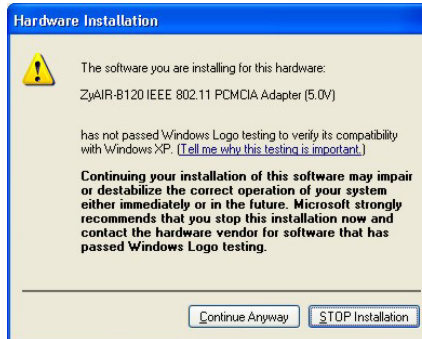 Hardware Installation
The software you are installing for this hardware:
ZyAIR-B120 IEEE 802.11 PCMCIA Adapter (5.0V)
has not passed Windows Logo testing to verify its compatibility
with Windows XP. (Tell me why this testing is important.)
Continuing your installation of this software may impair
or destabilize the correct operation of your system
either immediately or in the future. Microsoft strongly
recommends that you stop this installation now and
contact the hardware vendor for software that has
passed Windows Logo testing.
Continue Anyway STOP Installation